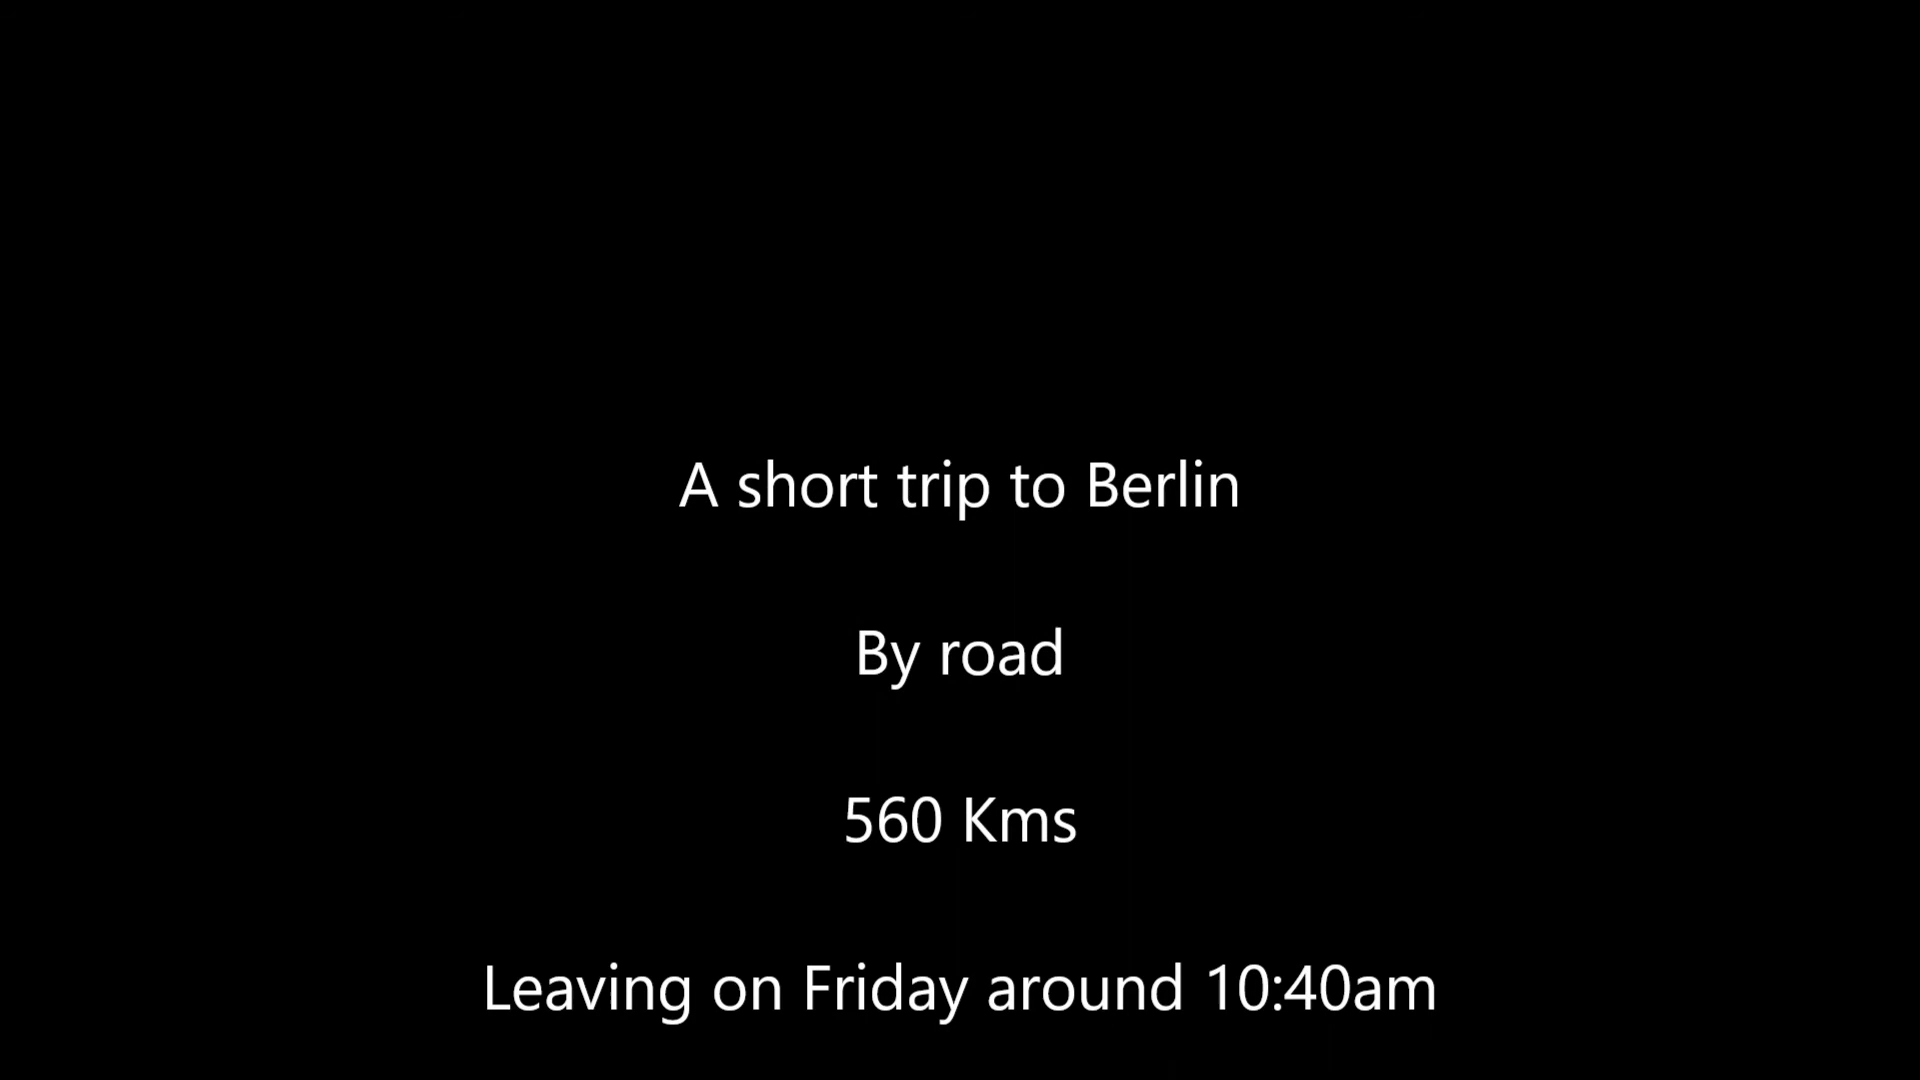 A short trip to Berlin
By road
560 Kms
Leaving on Friday around 10:40am